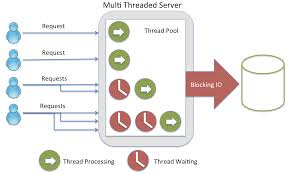 Multi Threaded Server
Request
Thread Pool
Request
Requests
Blocking IO
Requests
Thread Processing
Thread Waiting